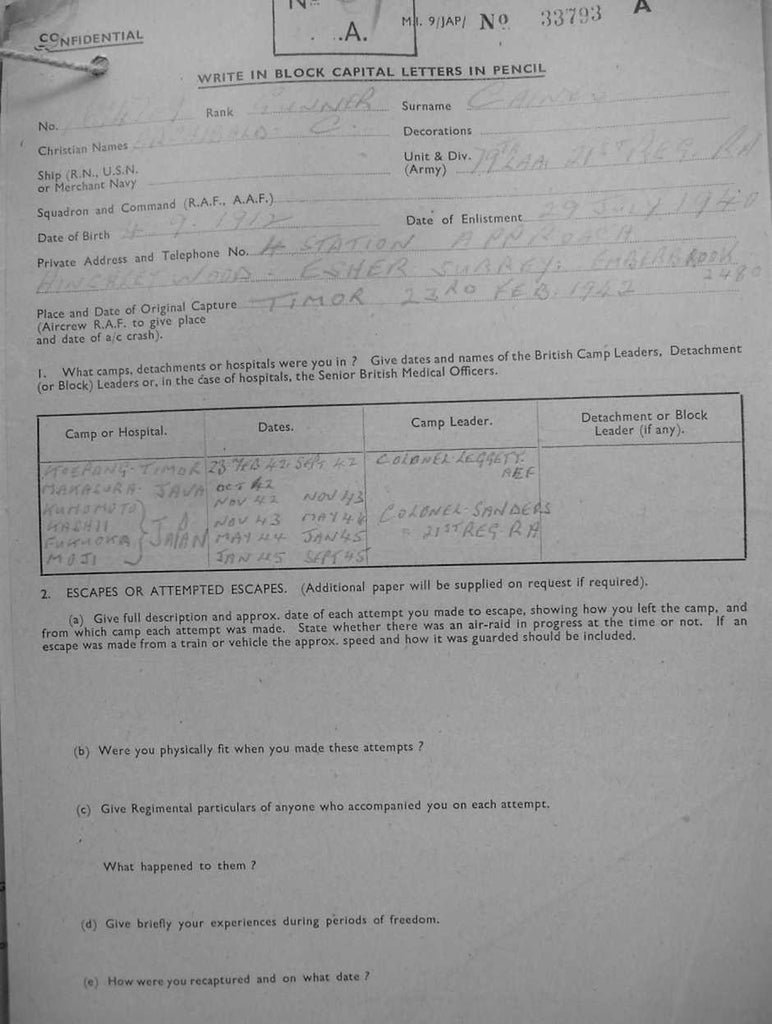 A
A.
M.I. 9/JAP/ No 33793
CONFIDENTIAL
WRITE IN BLOCK CAPITAL LETTERS IN PENCIL
No. Rank GUNNER Surname
Christian Names ARCHIBALD. C. Decorations
Ship (R.N., U.S.N. Unit & Div. 79TH LAA 21ST REG. RA
or Merchant Navy (Army)
Squadron and Command (R.A.F., A.A.F.)
Date of Birth 4. 9. 1912 Date of Enlistment 29 JULY 1940
Private Address and Telephone No. 4 STATION APPROACH
HINCHLEY WOOD. ESHER SURREY. EMBERBROOK
2480
Place and Date of Original Capture TIMOR 23RD FEB. 1942
(Aircrew R.A.F. to give place
and date of a/c crash).
1. What camps, detachments or hospitals were you in ? Give dates and names of the British Camp Leaders, Detachment
(or Block) Leaders or, in the case of hospitals, the Senior British Medical Officers.
Camp or Hospital. Dates. Camp Leader. Detachment or Block
Leader (if any).
KOEPANG-TIMOR 23 FEB 42 SEPT 42 COLONEL LEGGETT.
MAKASURA-JAVA OCT 42 AEF
KUMOMOTO NOV 42 NOV 43
NOV 43 MAY 44 COLONEL SANDERS
FUKUOKA JAPAN MAY 44 JAN 45 21ST REG RA
MOJI JAN 45 SEPT 45
2. ESCAPES OR ATTEMPTED ESCAPES. (Additional paper will be supplied on request if required).
(a) Give full description and approx. date of each attempt you made to escape, showing how you left the camp, and
from which camp each attempt was made. State whether there was an air-raid in progress at the time or not. If an
escape was made from a train or vehicle the approx. speed and how it was guarded should be included.
(b) Were you physically fit when you made these attempts ?
(c) Give Regimental particulars of anyone who accompanied you on each attempt.
What happened to them ?
(d) Give briefly your experiences during periods of freedom.
(e) How were you recaptured and on what date ?